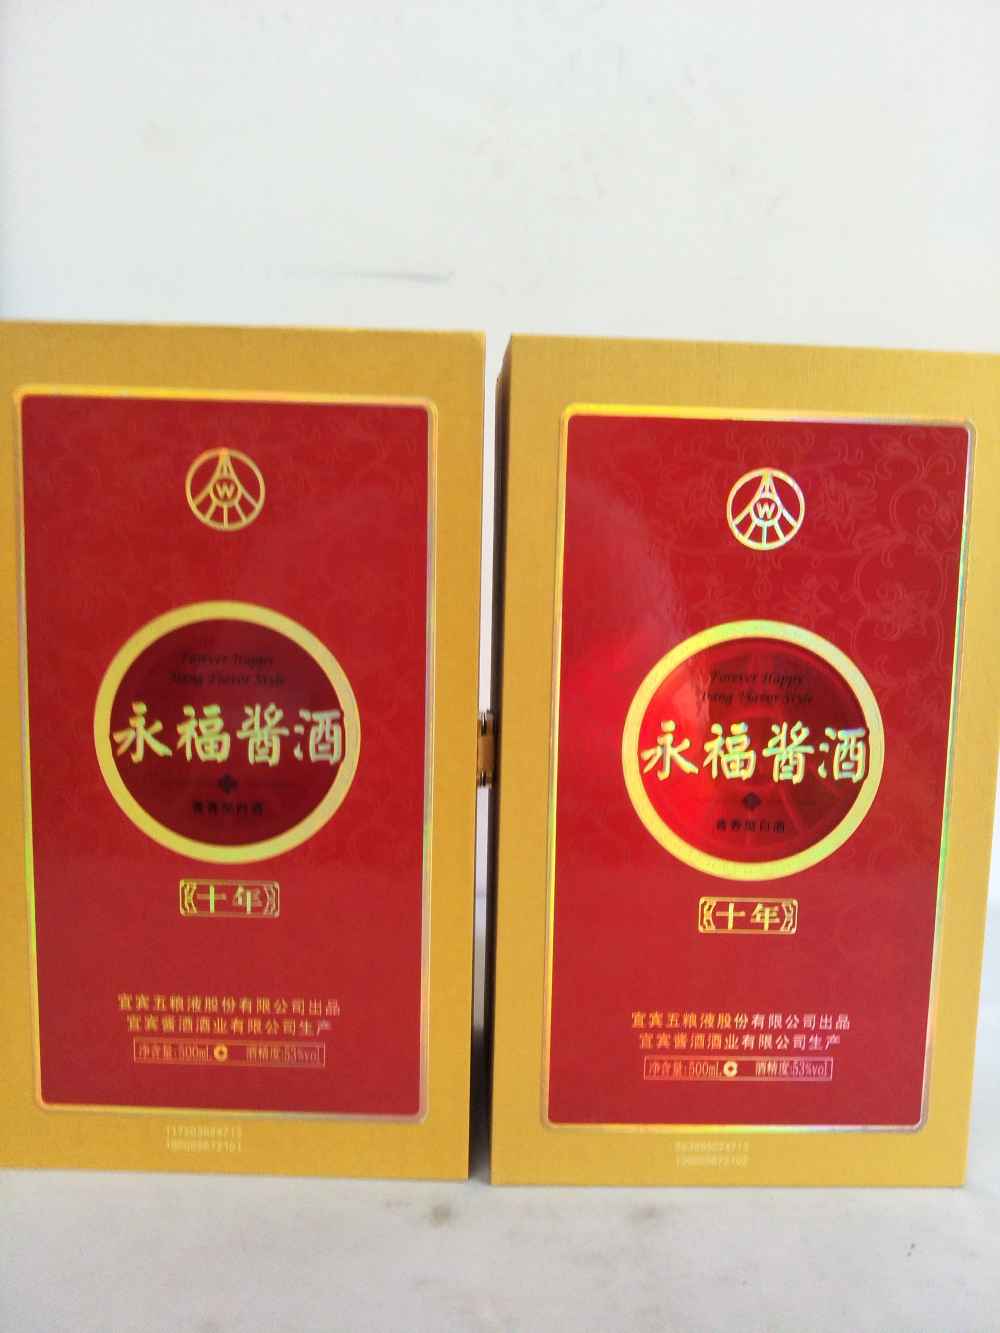 W
Forever Happy
Jiang Flavor Style
永福酱酒
酱香型白酒
十年
宜宾五粮液股份有限公司出品
宜宾酱酒酒业有限公司生产
净含量:500mL 酒精度:53%vol
W
Forever Happy
Jiang Flavor Style
永福酱酒
酱香型白酒
十年
宜宾五粮液股份有限公司出品
宜宾酱酒酒业有限公司生产
净含量:500mL 酒精度:53%vol